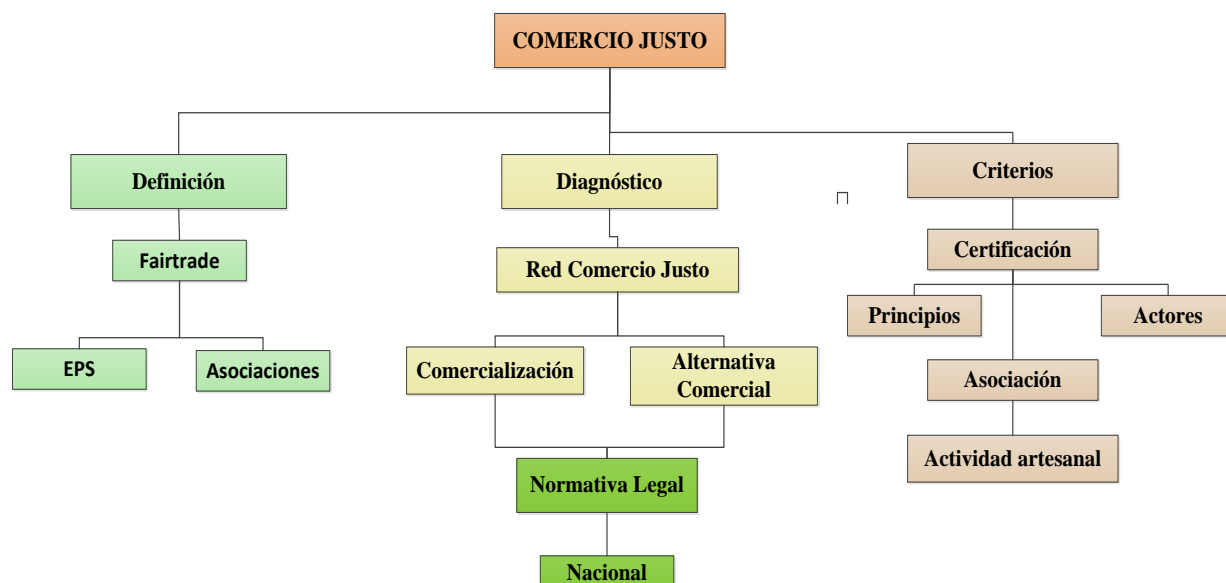 COMERCIO JUSTO
Definición
Diagnóstico
Criterios
Fairtrade
Red Comercio Justo
Certificación
Principios
Actores
EPS
Asociaciones
Comercialización
Alternativa
Comercial
Asociación
Actividad artesanal
Normativa Legal
Nacional